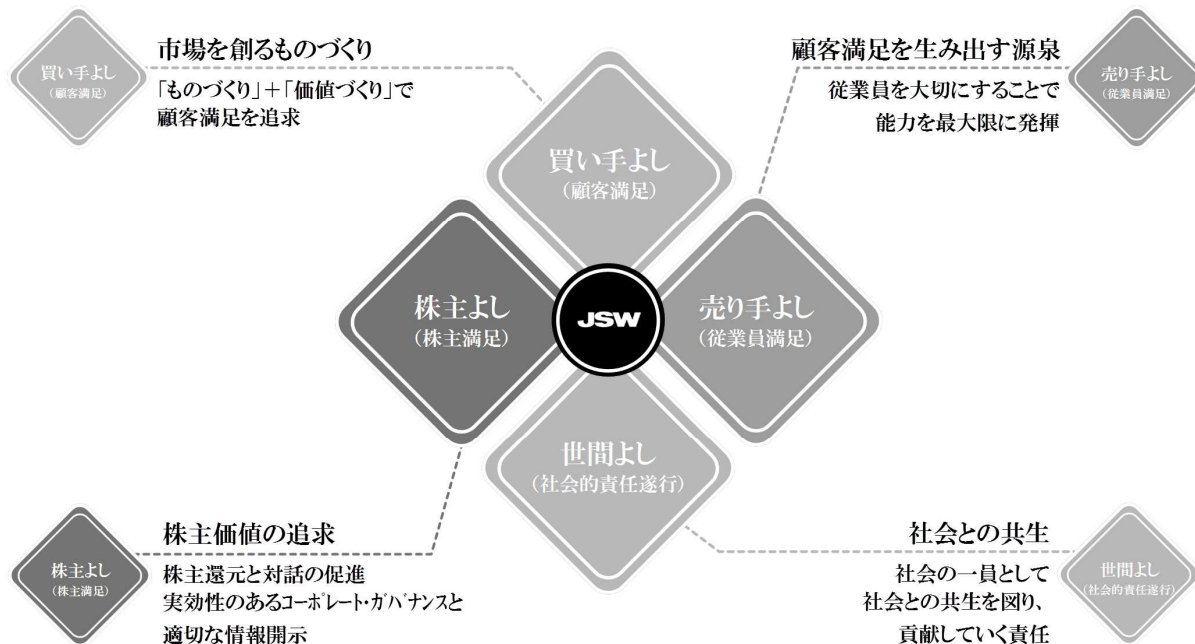 買い手よし
(顧客満足)
市場を創るものづくり
「ものづくり」+「価値づくり」で
顧客満足を追求
顧客満足を生み出す源泉
従業員を大切にすることで
能力を最大限に発揮
売り手よし
(従業員満足)
買い手よし
(顧客満足)
株主よし
(株主満足)
JSW
売り手よし
(従業員満足)
世間よし
(社会的責任遂行)
株主よし
(株主満足)
株主価値の追求
株主還元と対話の促進
実効性のあるコーポレート・ガバナンスと
適切な情報開示
社会との共生
社会の一員として
社会との共生を図り、
貢献していく責任
世間よし
(社会的責任遂行)